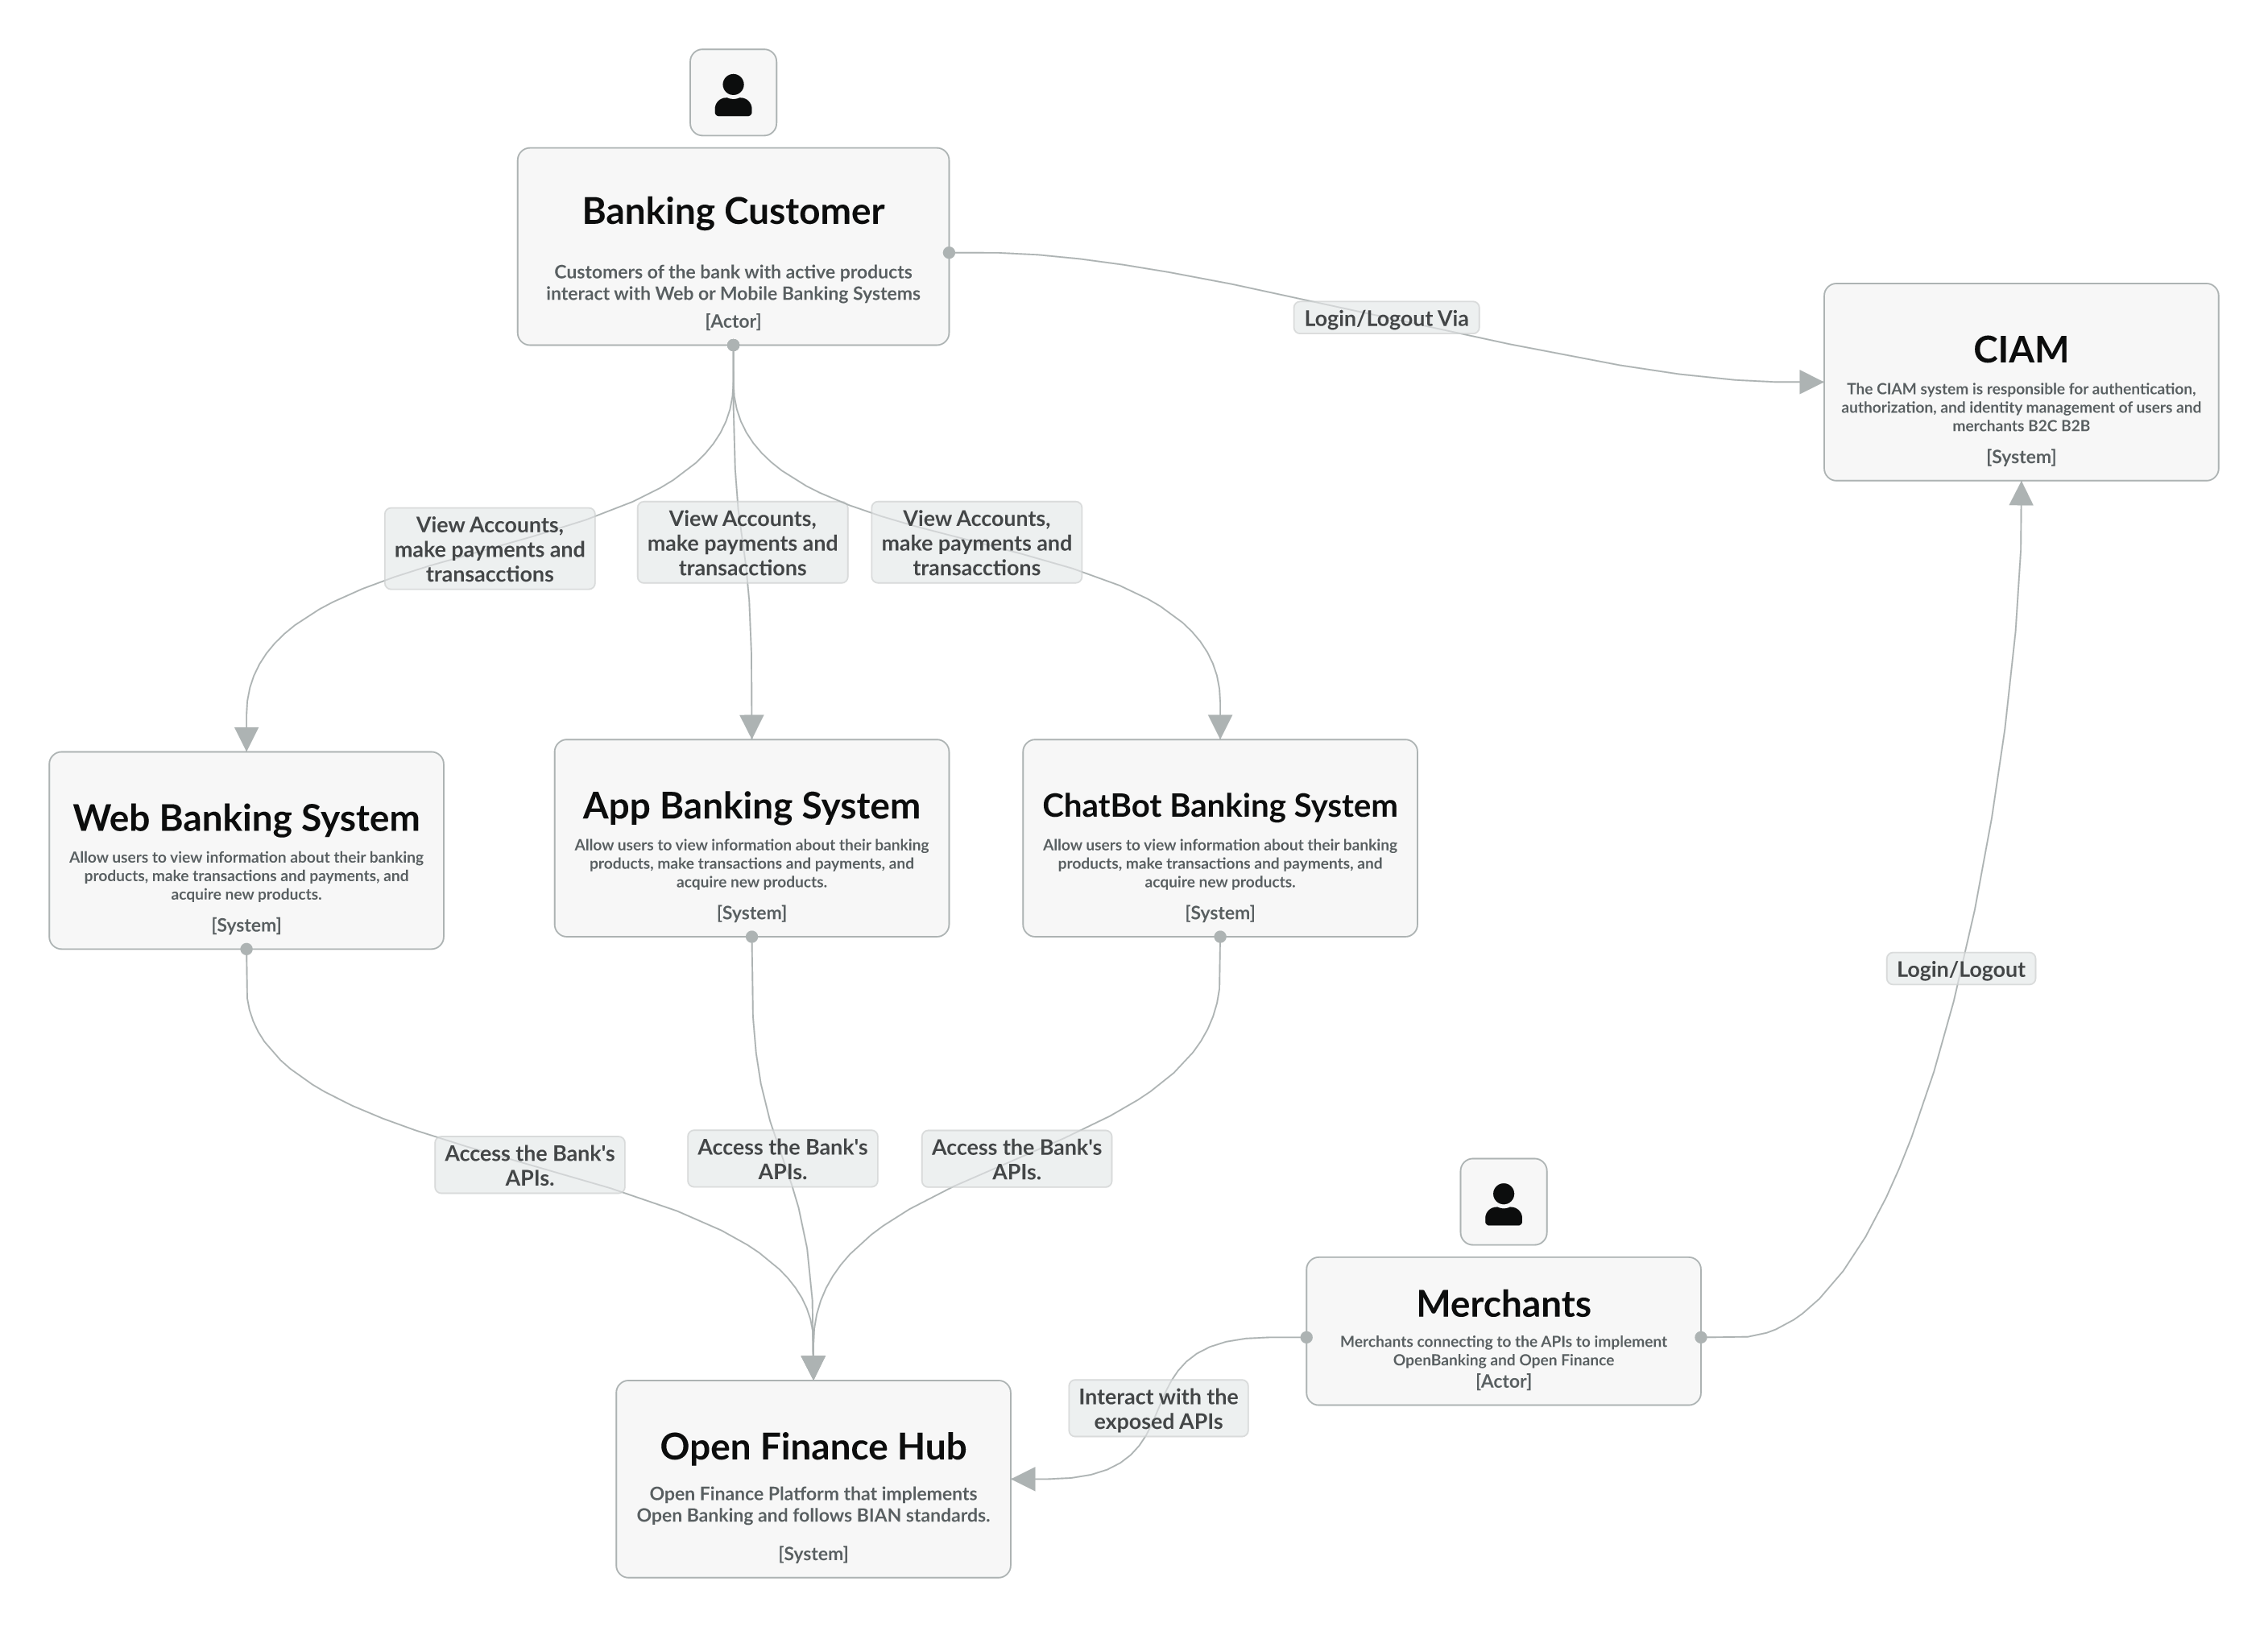 Banking Customer
Customers of the bank with active products
interact with Web or Mobile Banking Systems
[Actor]
Login/Logout Via
CIAM
The CIAM system is responsible for authentication,
authorization, and identity management of users and
merchants B2C B2B
[System]
View Accounts,
make payments and
transacctions
View Accounts,
make payments and
transacctions
View Accounts,
make payments and
transacctions
Web Banking System
Allow users to view information about their banking
products, make transactions and payments, and
acquire new products.
[System]
App Banking System
Allow users to view information about their banking
products, make transactions and payments, and
acquire new products.
[System]
ChatBot Banking System
Allow users to view information about their banking
products, make transactions and payments, and
acquire new products.
[System]
Login/Logout
Access the Bank's
APIs.
Access the Bank's
APIs.
Access the Bank's
APIs.
Merchants
Merchants connecting to the APIs to implement
OpenBanking and Open Finance
[Actor]
Interact with the
exposed APIs
Open Finance Hub
Open Finance Platform that implements
Open Banking and follows BIAN standards.
[System]